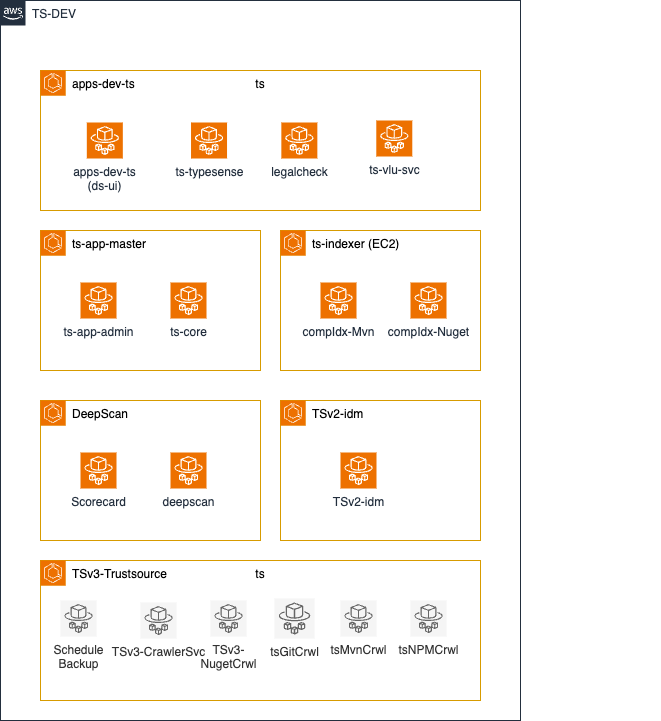 aws TS-DEV
apps-dev-ts ts
apps-dev-ts
(ds-ui)
ts-typesense
legalcheck
ts-vlu-svc
ts-app-master
ts-app-admin
ts-core
ts-indexer (EC2)
compIdx-Mvn
compIdx-Nuget
DeepScan
Scorecard
deepscan
TSv2-idm
TSv2-idm
TSv3-Trustsource ts
Schedule
Backup
TSv3-CrawlerSvc
TSv3-
NugetCrwl
tsGitCrwl
tsMvnCrwl
tsNPMCrwl